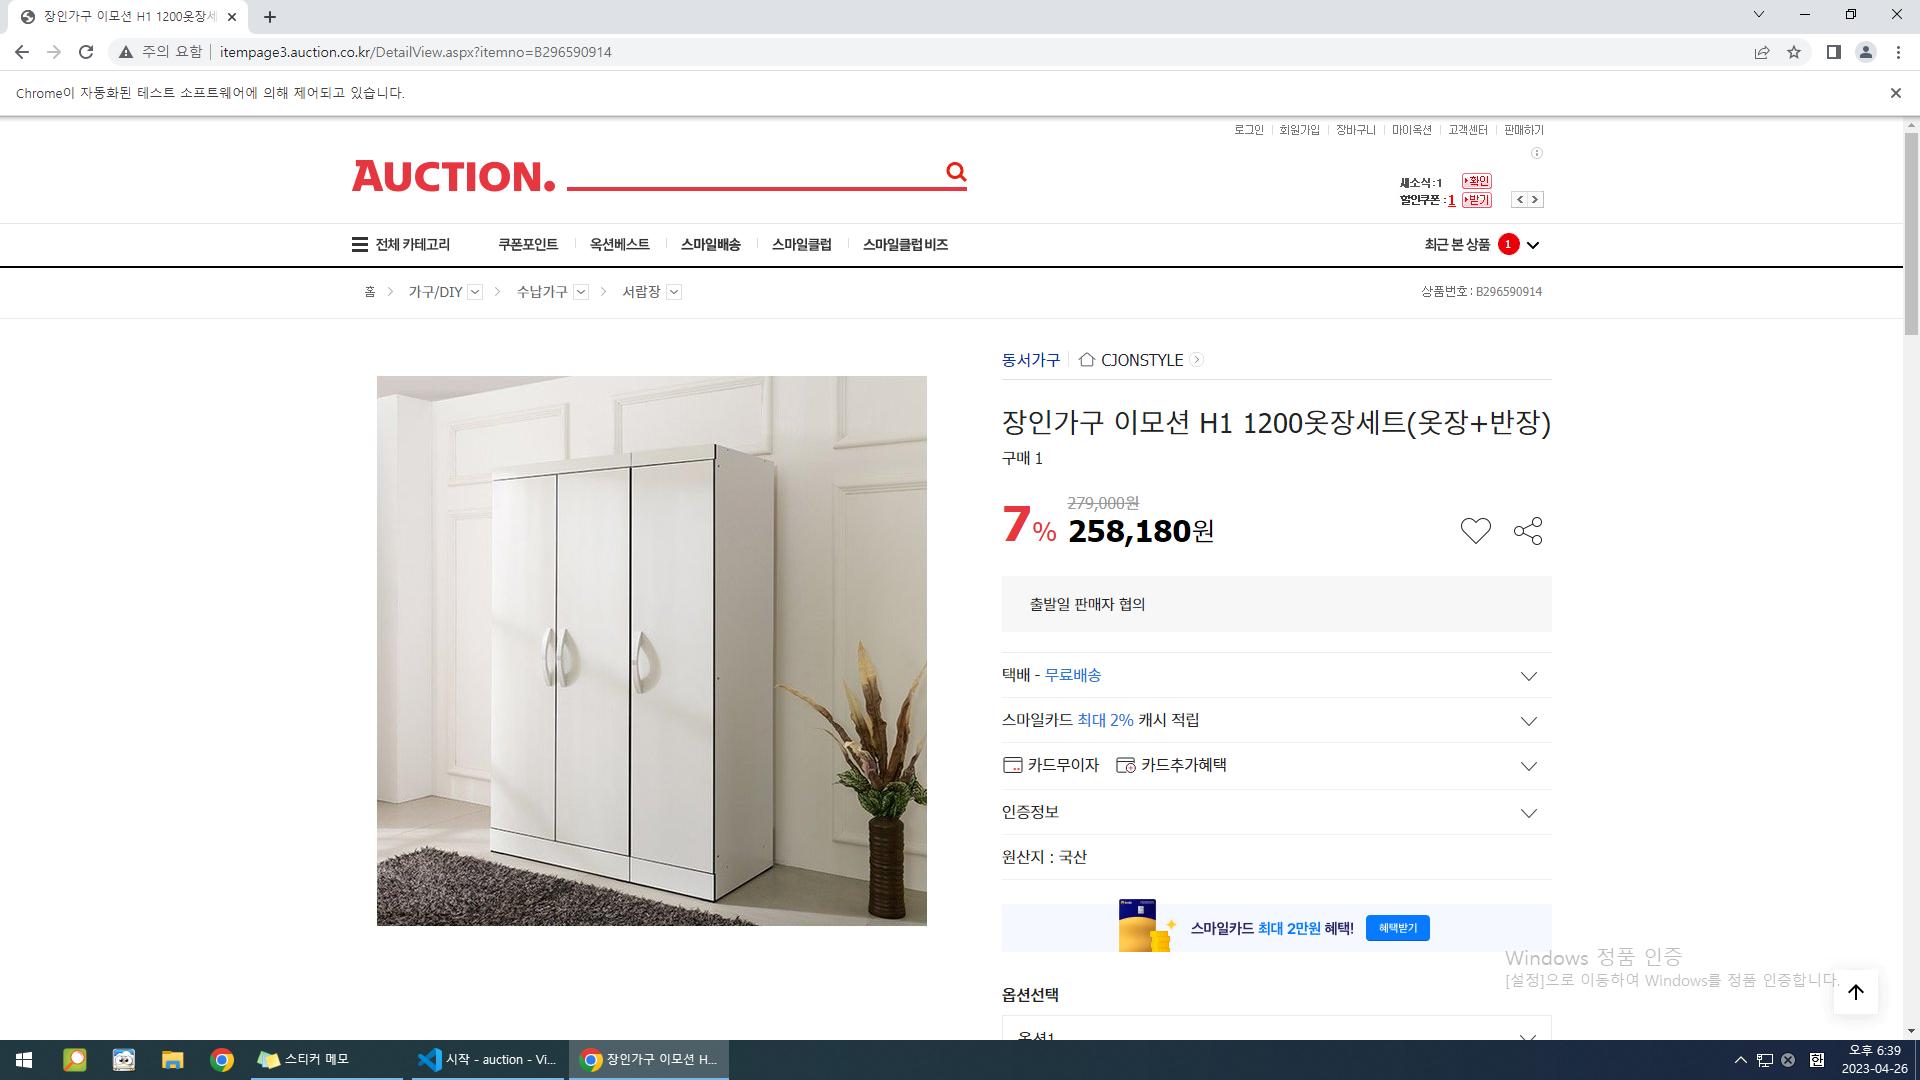 장인가구 이모션 H1 1200옷장세
주의 요함 itempage3.auction.co.kr/DetailView.aspx?itemno=B296590914
Chrome이 자동화된 테스트 소프트웨어에 의해 제어되고 있습니다.
로그인 회원가입 장바구니 마이옥션 고객센터 판매하기
AUCTION.
새소식:1 확인
할인쿠폰 :1 받기
전체 카테고리 쿠폰포인트 옥션베스트 스마일배송 스마일클럽 스마일클럽 비즈 최근 본 상품 1
홈 가구/DIY 수납가구 서랍장 상품번호 : B296590914
동서가구 CJONSTYLE
장인가구 이모션 H1 1200옷장세트(옷장+반장)
구매 1
279,000원
7% 258,180원
출발일 판매자 협의
택배 - 무료배송
스마일카드 최대 2% 캐시 적립
카드무이자 카드추가혜택
인증정보
원산지 : 국산
스마일카드 최대 2만원 혜택! 혜택받기
Windows 정품 인증
[설정]으로 이동하여 Windows를 정품 인증합니다.
옵션선택
옵션1
스티커 메모 시작 - auction - Vi... 장인가구 이모션 H... 한 오후 6:39
2023-04-26